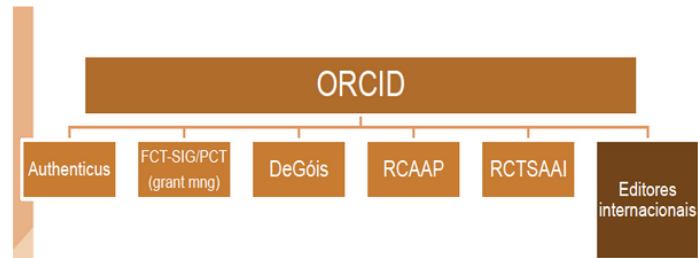 ORCID
Authenticus
FCT-SIG/PCT
(grant mng)
DeGóis
RCAAP
RCTSAAI
Editores
internacionais